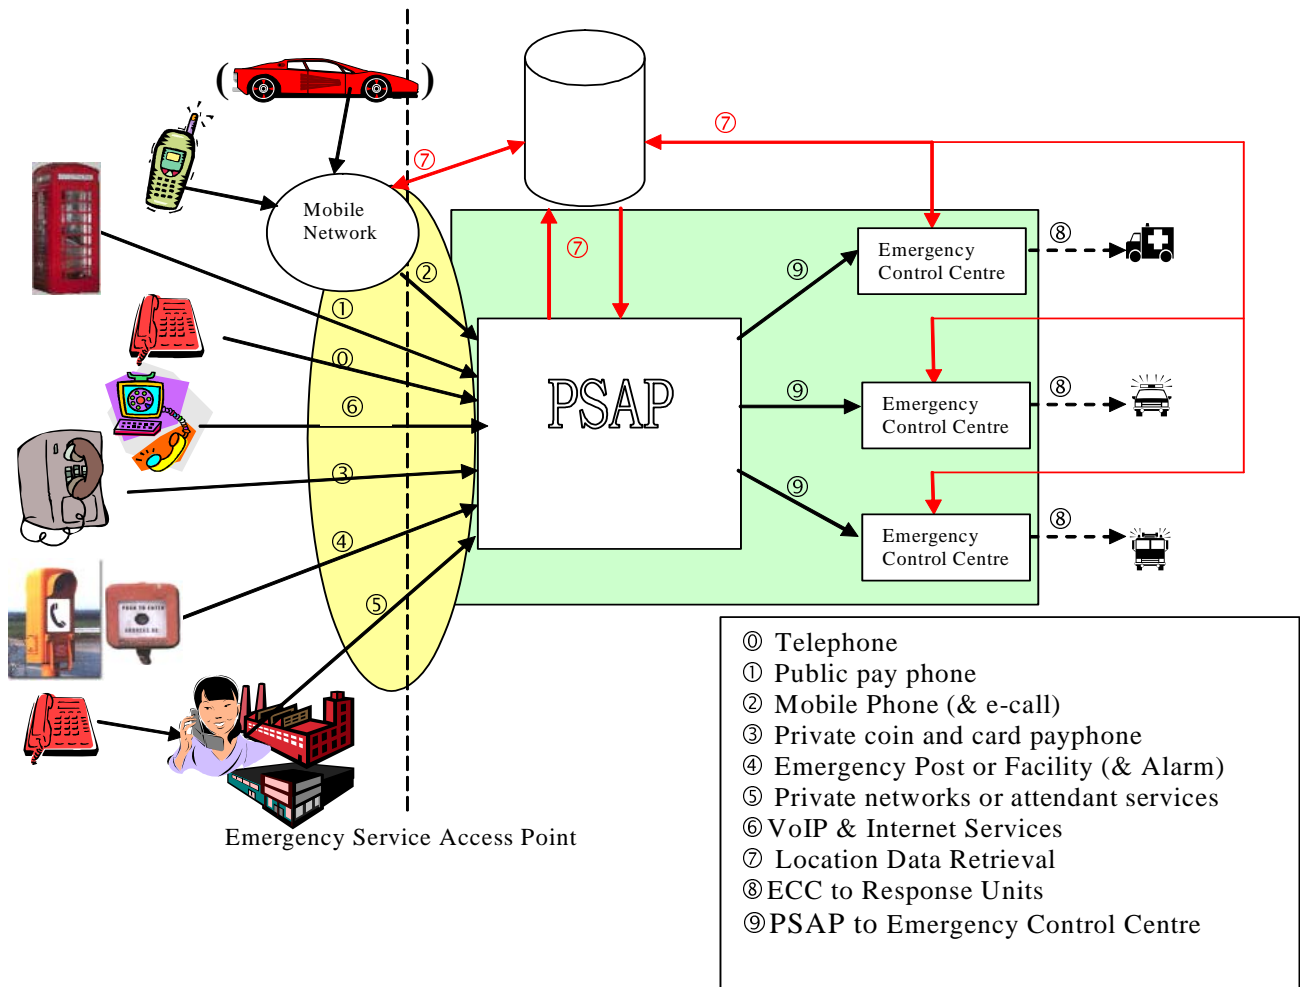 ⑦
⑦
Mobile
Network
⑧
Emergency
Control Centre
⑦
⑨
②
①
⓪
PSAP
⑨
⑧
Emergency
Control Centre
⑥
③
⑨
⑧
Emergency
Control Centre
④
PUSH TO ENTER
⑤
Emergency Service Access Point
⓪ Telephone
① Public pay phone
② Mobile Phone (& e-call)
③ Private coin and card payphone
④ Emergency Post or Facility (& Alarm)
⑤ Private networks or attendant services
⑥ VoIP & Internet Services
⑦ Location Data Retrieval
⑧ ECC to Response Units
⑨ PSAP to Emergency Control Centre